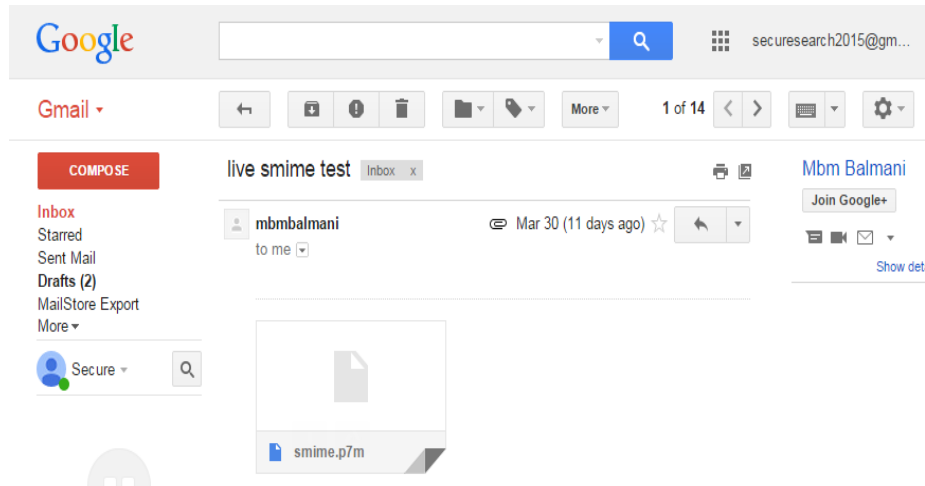 Google
securesearch2015@gm...
Gmail
More
1 of 14
COMPOSE
live smime test
Inbox x
Mbm Balmani
Join Google+
Inbox
Starred
Sent Mail
Drafts (2)
MailStore Export
More
mbmbalmani
Mar 30 (11 days ago)
to me
Show det
Secure
smime.p7m